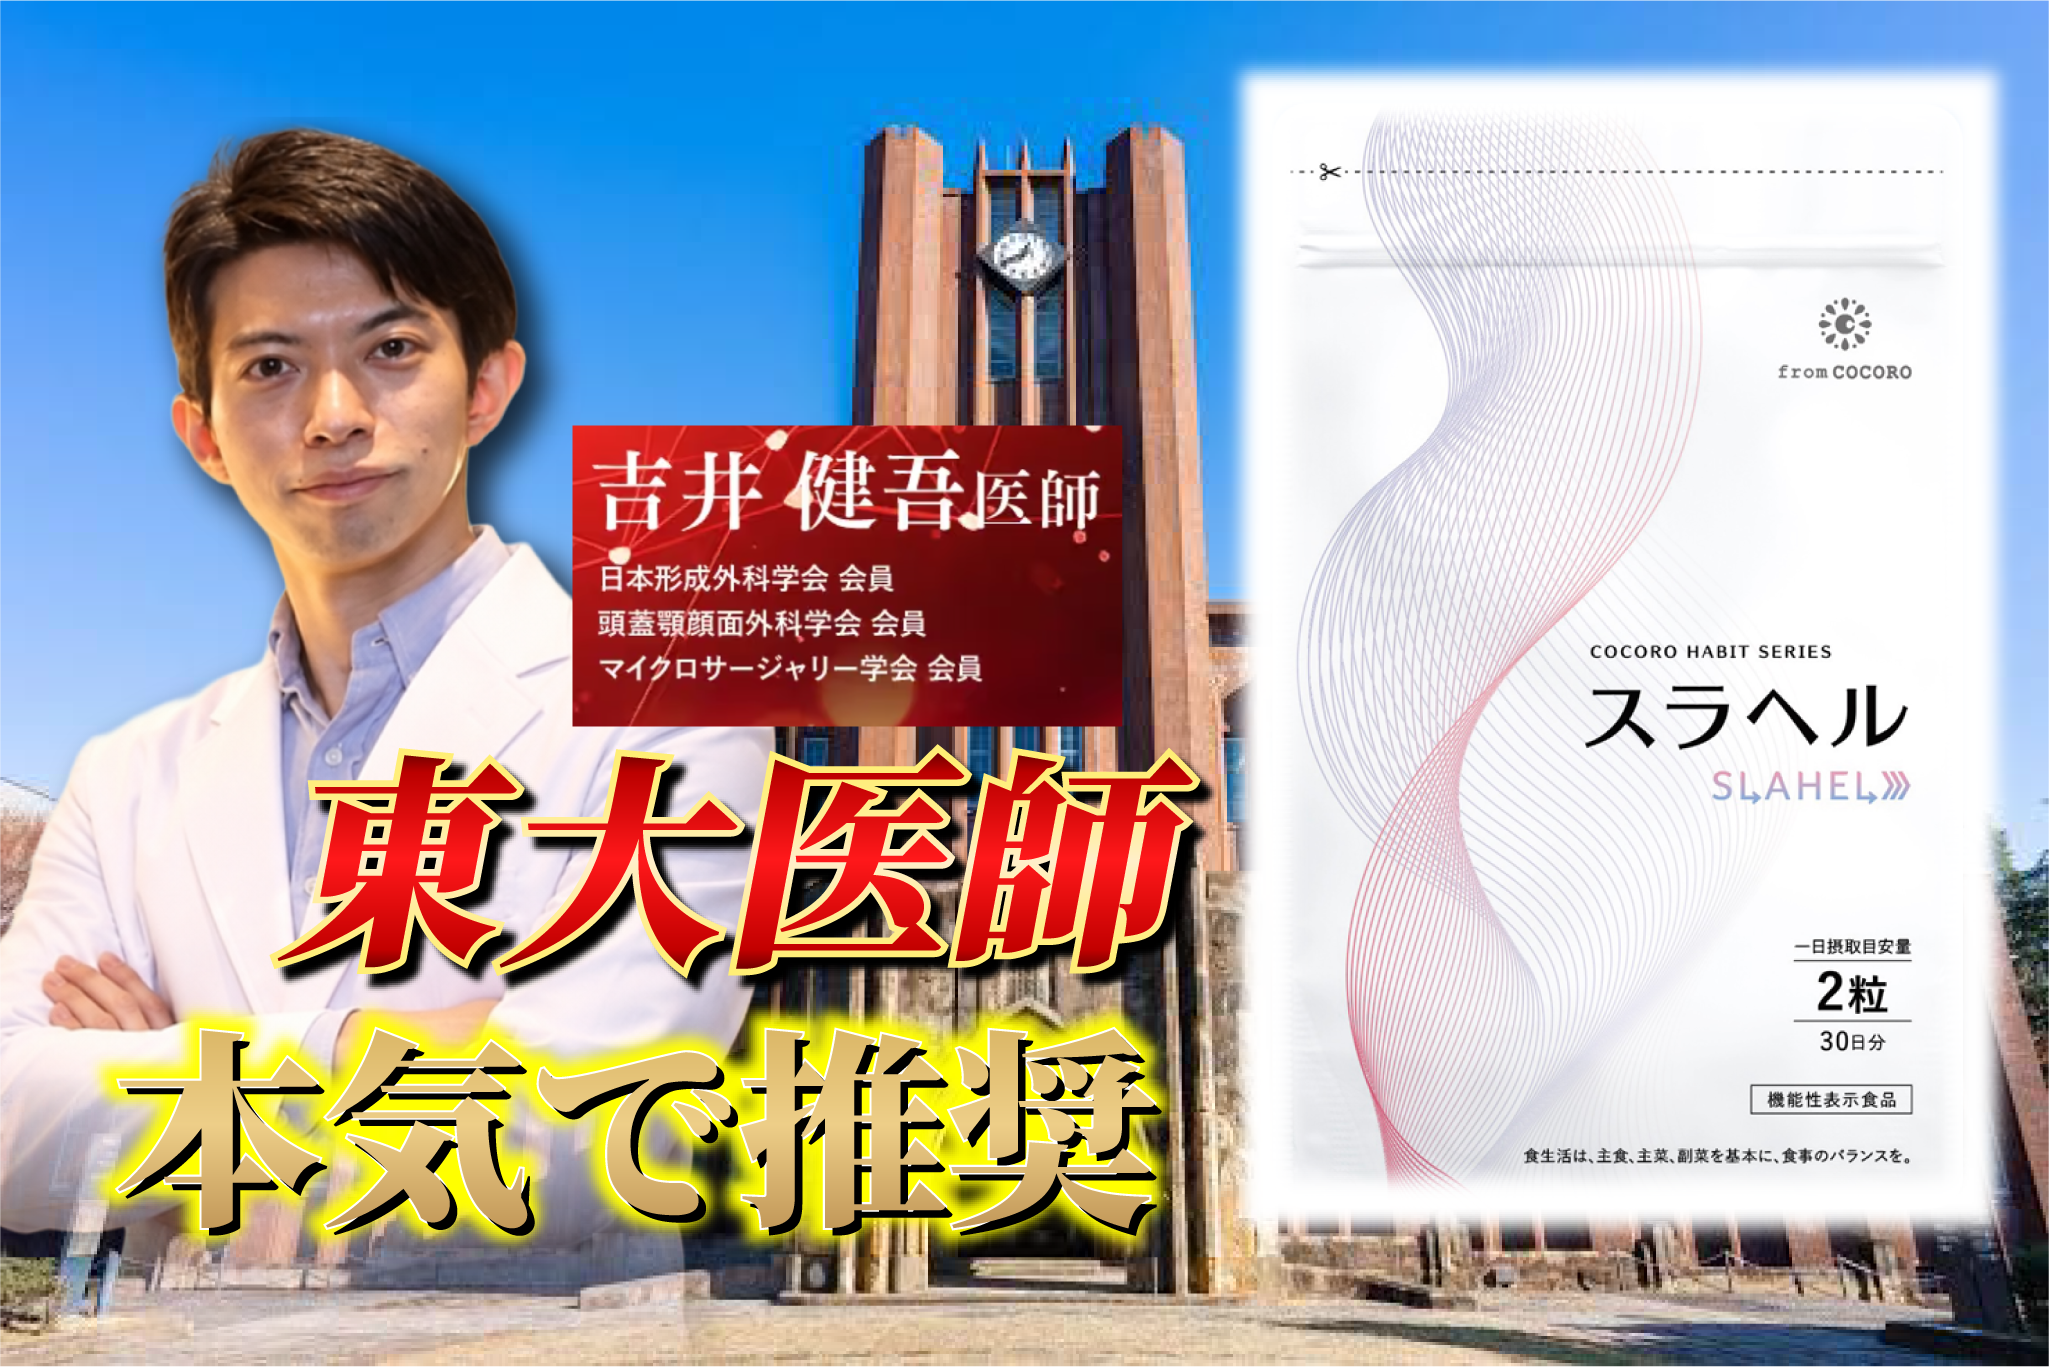 吉井 健吾医師
日本形成外科学会 会員
頭蓋顎顔面外科学会 会員
マイクロサージャリー学会 会員
東大医師
本気で推奨
from COCORO
COCORO HABIT SERIES
スラヘル
SLAHEL
一日摂取目安量
2粒
30日分
機能性表示食品
食生活は、主食、主菜、副菜を基本に、食事のバランスを。